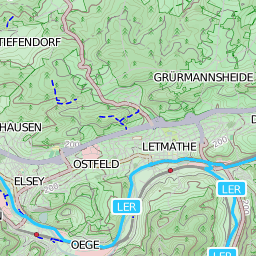 TIEFENDORF
GRÜRMANNSHEIDE
HAUSEN
200
200
LETMATHE
OSTFELD
ELSEY
LER
LER
LER
OEGE